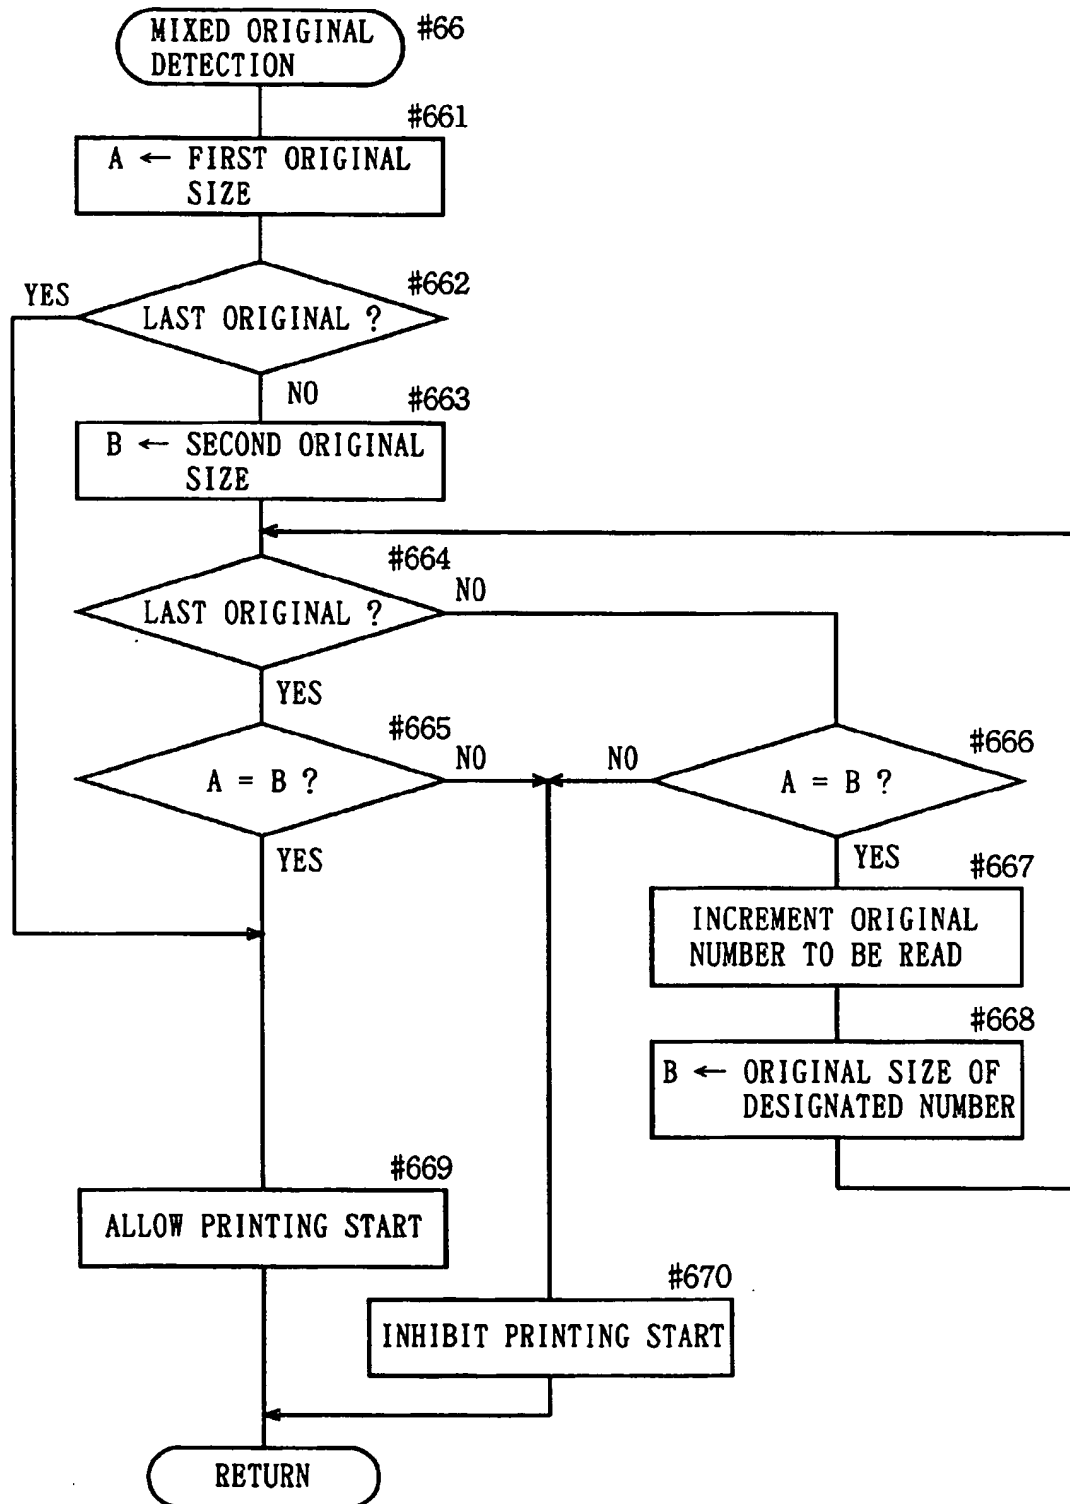 MIXED ORIGINAL
DETECTION
#66
#661
A ← FIRST ORIGINAL
SIZE
#662
YES
LAST ORIGINAL ?
NO
#663
B ← SECOND ORIGINAL
SIZE
#664
NO
LAST ORIGINAL ?
YES
#665
NO
A = B ?
YES
#666
NO
A = B ?
YES
#667
INCREMENT ORIGINAL
NUMBER TO BE READ
#668
B ← ORIGINAL SIZE OF
DESIGNATED NUMBER
#669
ALLOW PRINTING START
#670
INHIBIT PRINTING START
RETURN